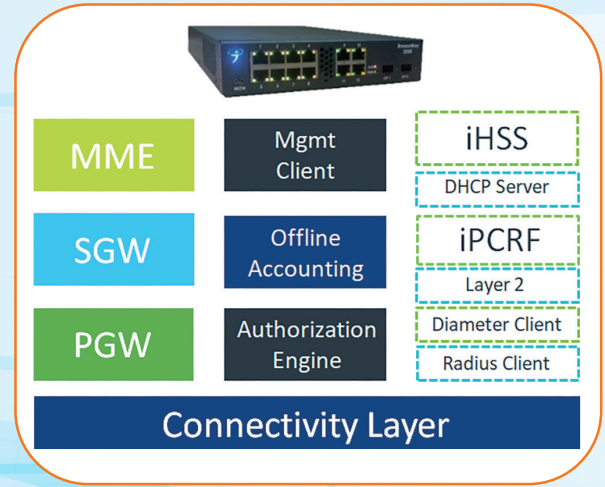 MME
Mgmt
Client
iHSS
DHCP Server
SGW
Offline
Accounting
iPCRF
Layer 2
PGW
Authorization
Engine
Diameter Client
Radius Client
Connectivity Layer